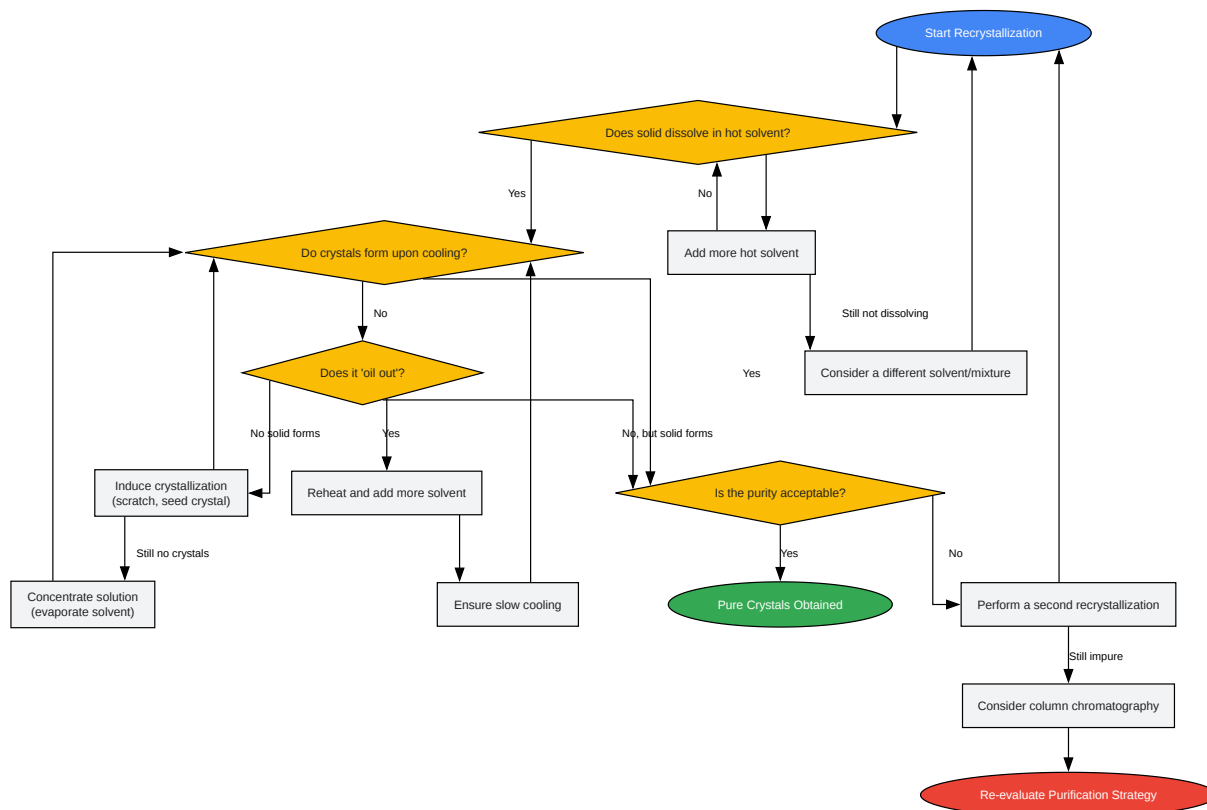 Start Recrystallization
Does solid dissolve in hot solvent?
Yes
No
Do crystals form upon cooling?
Add more hot solvent
No
Still not dissolving
Does it 'oil out'?
Yes
Consider a different solvent/mixture
No solid forms
Yes
No, but solid forms
Induce crystallization
(scratch, seed crystal)
Reheat and add more solvent
Is the purity acceptable?
Still no crystals
Yes
No
Concentrate solution
(evaporate solvent)
Ensure slow cooling
Pure Crystals Obtained
Perform a second recrystallization
Still impure
Consider column chromatography
Re-evaluate Purification Strategy